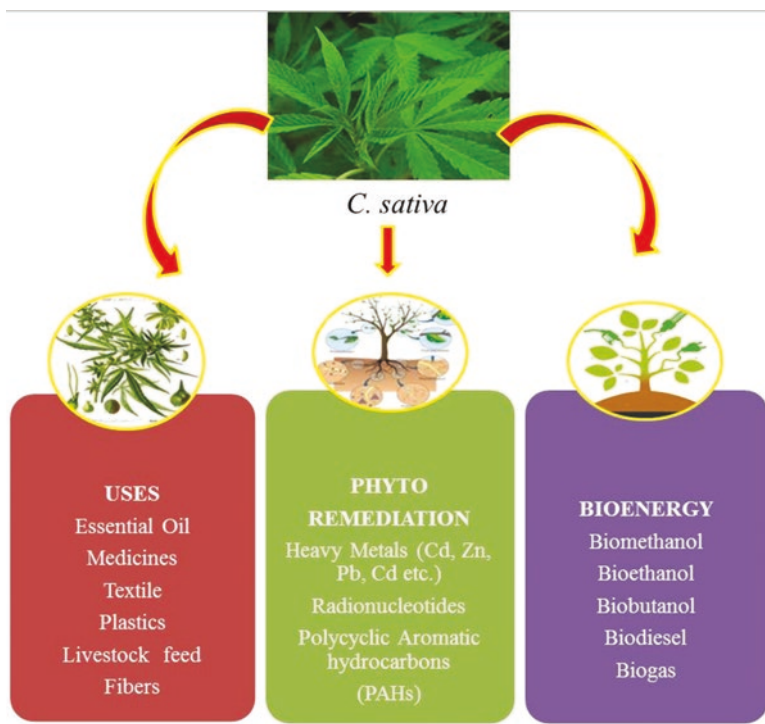 C. sativa
USES
Essential Oil
Medicines
Textile
Plastics
Livestock feed
Fibers
PHYTO
REMEDIATION
Heavy Metals (Cd, Zn,
Pb, Cd etc.)
Radionucleotides
Polycyclic Aromatic
hydrocarbons
(PAHs)
BIOENERGY
Biomethanol
Bioethanol
Biobutanol
Biodiesel
Biogas